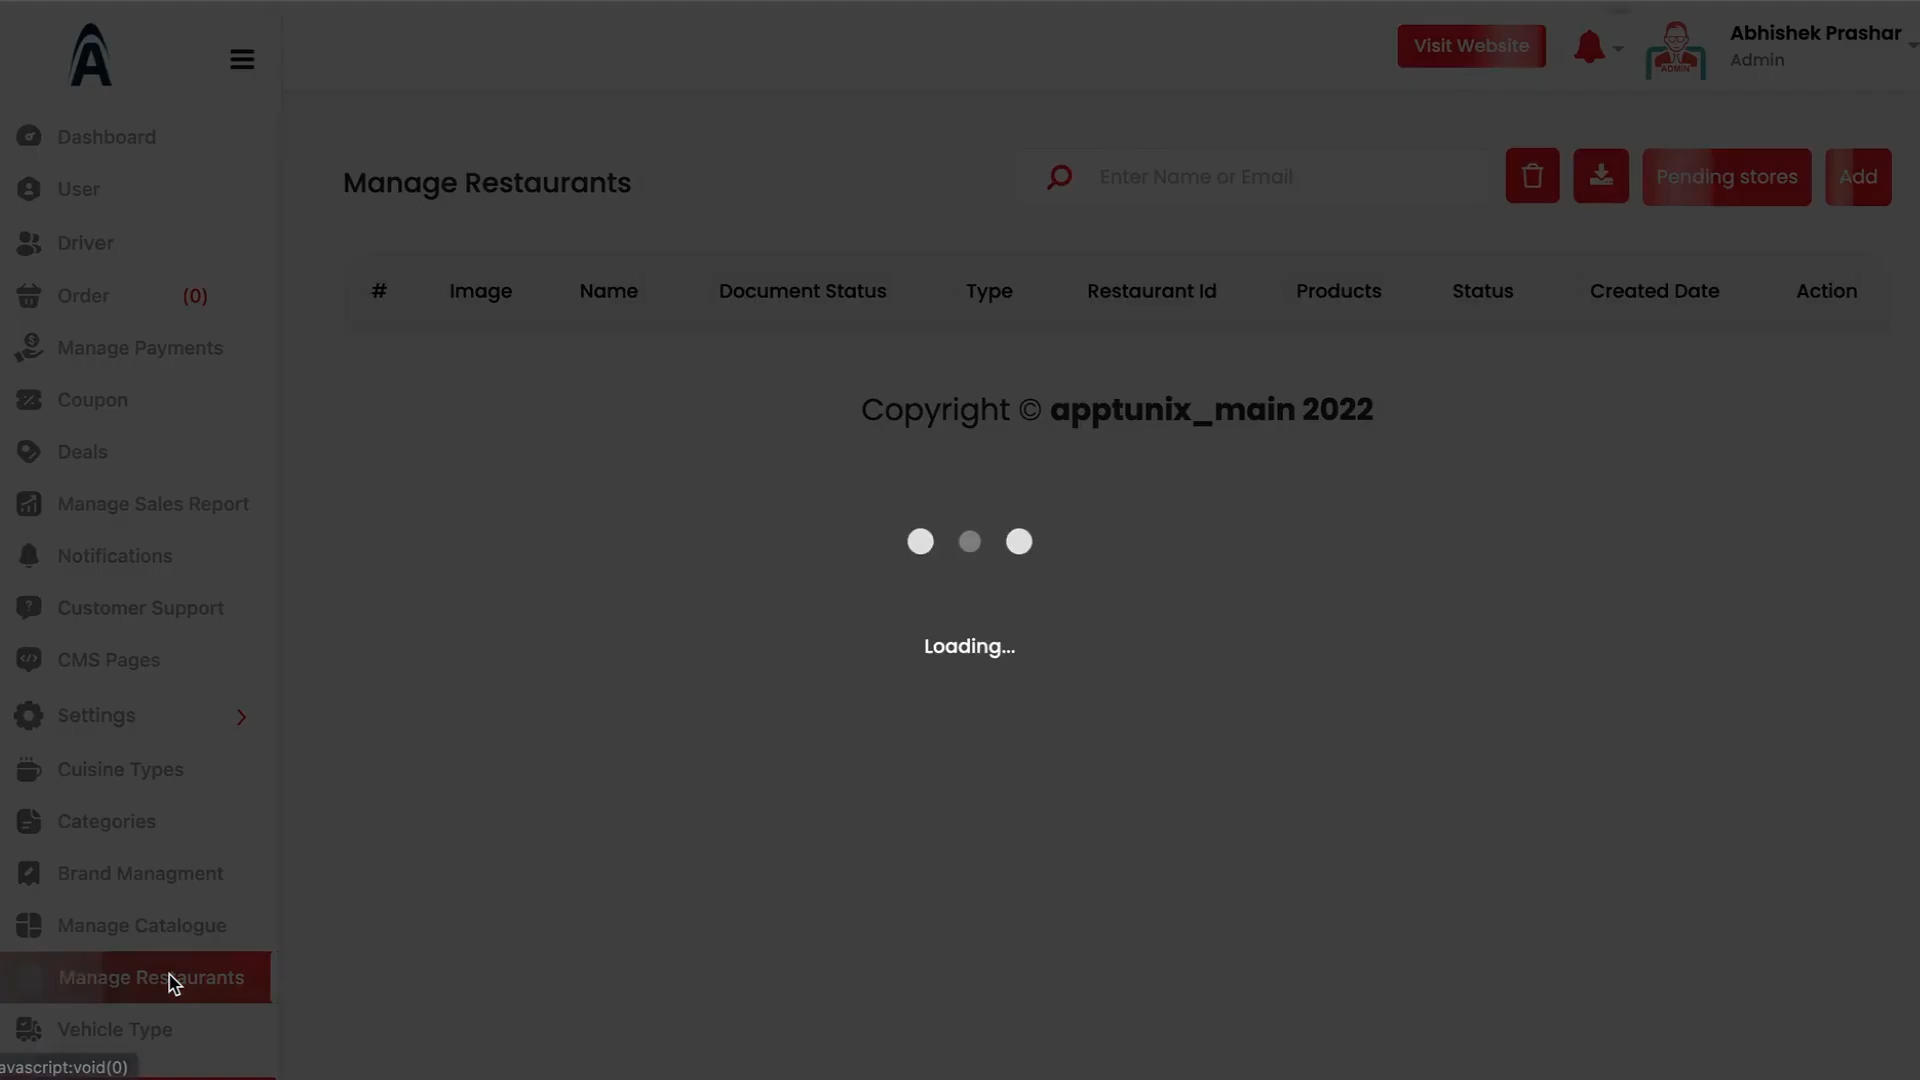 Visit Website
Abhishek Prashar
Admin
ADMIN
Dashboard
User
Driver
Order (0)
Manage Payments
Coupon
Deals
Manage Sales Report
Notifications
Customer Support
CMS Pages
Settings
Cuisine Types
Categories
Brand Managment
Manage Catalogue
Manage Restaurants
Vehicle Type
avascript:void(0)
Manage Restaurants
Enter Name or Email
Pending stores
Add
# Image Name Document Status Type Restaurant Id Products Status Created Date Action
Copyright © apptunix_main 2022
Loading...